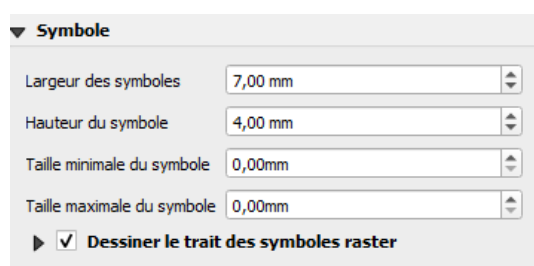 Symbole
Largeur des symboles 7,00 mm
Hauteur du symbole 4,00 mm
Taille minimale du symbole 0,00mm
Taille maximale du symbole 0,00mm
Dessiner le trait des symboles raster